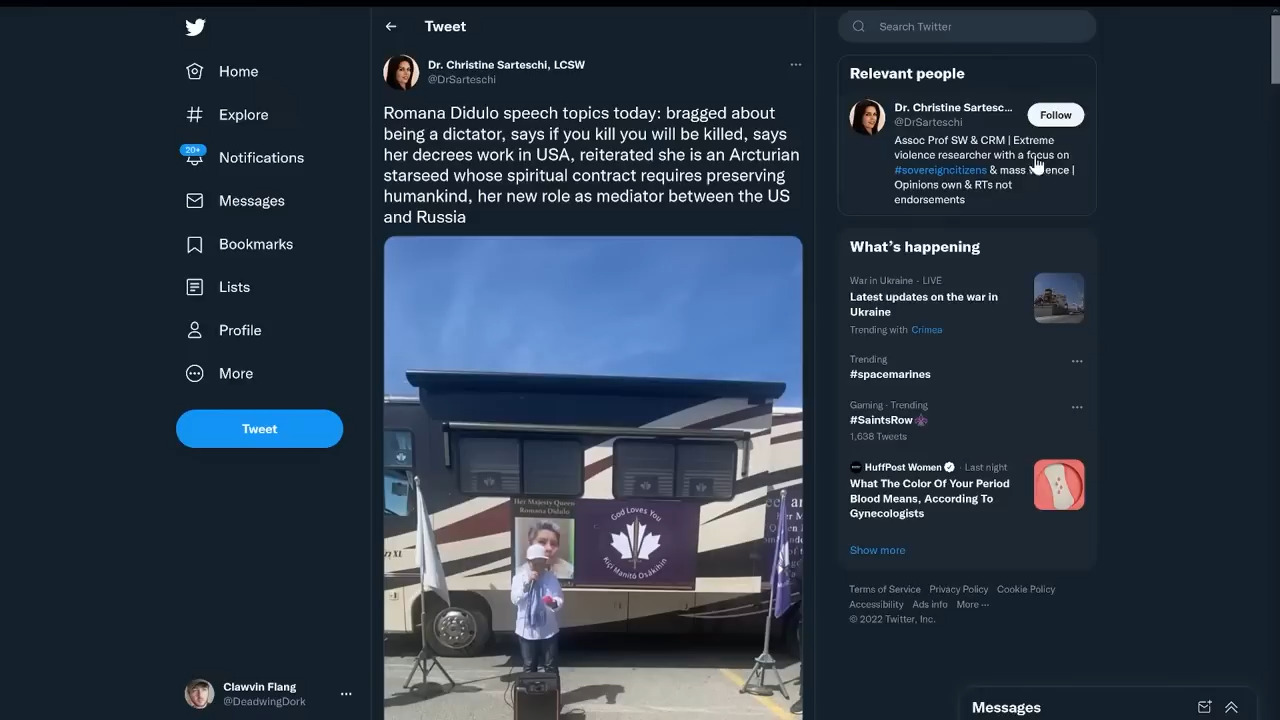 Home
Explore
20+
Notifications
Messages
Bookmarks
Lists
Profile
More
Tweet
Clawvin Flang
@DeadwingDork
Tweet
Dr. Christine Sarteschi, LCSW
@DrSarteschi
Romana Didulo speech topics today: bragged about
being a dictator, says if you kill you will be killed, says
her decrees work in USA, reiterated she is an Arcturian
starseed whose spiritual contract requires preserving
humankind, her new role as mediator between the US
and Russia
Her Majesty Queen
Romana Didulo
God Loves You
Kiçi Manitō Osākihin
Search Twitter
Relevant people
Dr. Christine Sartesc...
@DrSarteschi
Follow
Assoc Prof SW & CRM | Extreme
violence researcher with a focus on
#sovereigncitizens & mass |
Opinions own & RTs not
endorsements
What's happening
War in Ukraine · LIVE
Latest updates on the war in
Ukraine
Trending with Crimea
Trending
#spacemarines
Gaming · Trending
#SaintsRow
1,638 Tweets
HuffPost Women · Last night
What The Color Of Your Period
Blood Means, According To
Gynecologists
Show more
Terms of Service Privacy Policy Cookie Policy
Accessibility Ads info More ···
© 2022 Twitter, Inc.
Messages